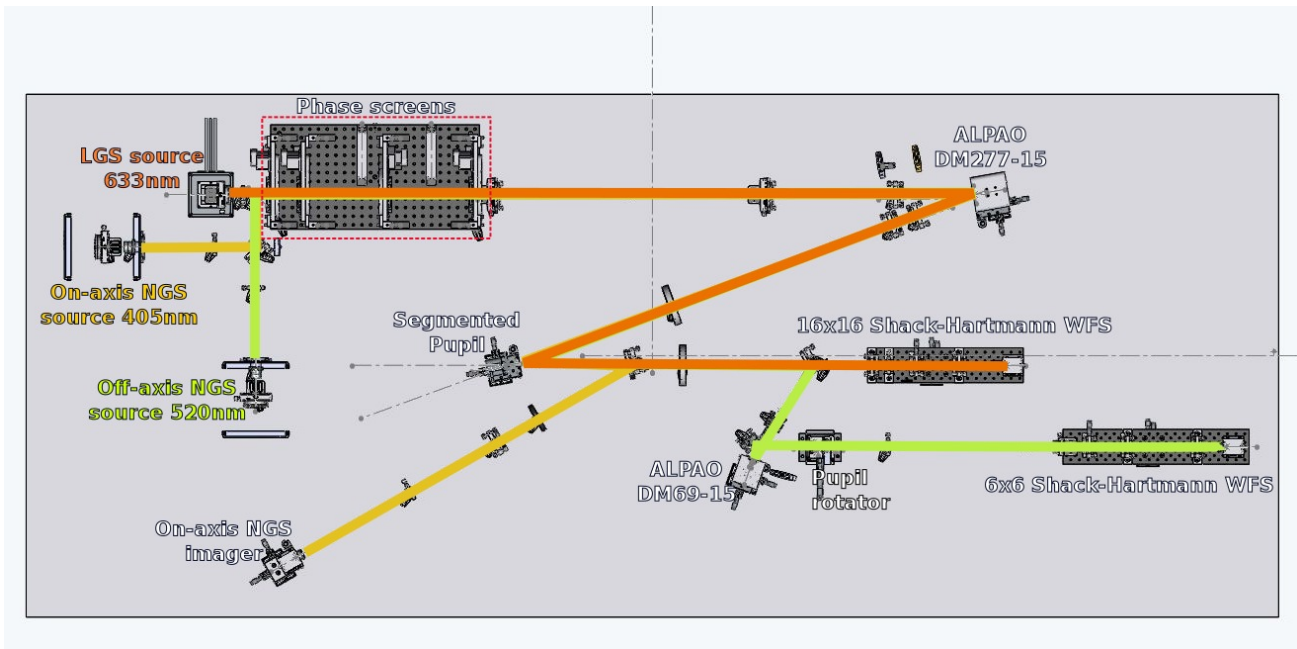 Phase screens
LGS source
633nm
ALPAO
DM277-15
On-axis NGS
source 405nm
Segmented
Pupil
16x16 Shack-Hartmann WFS
Off-axis NGS
source 520nm
ALPAO
DM69-15
Pupil
rotator
6x6 Shack-Hartmann WFS
On-axis NGS
imager